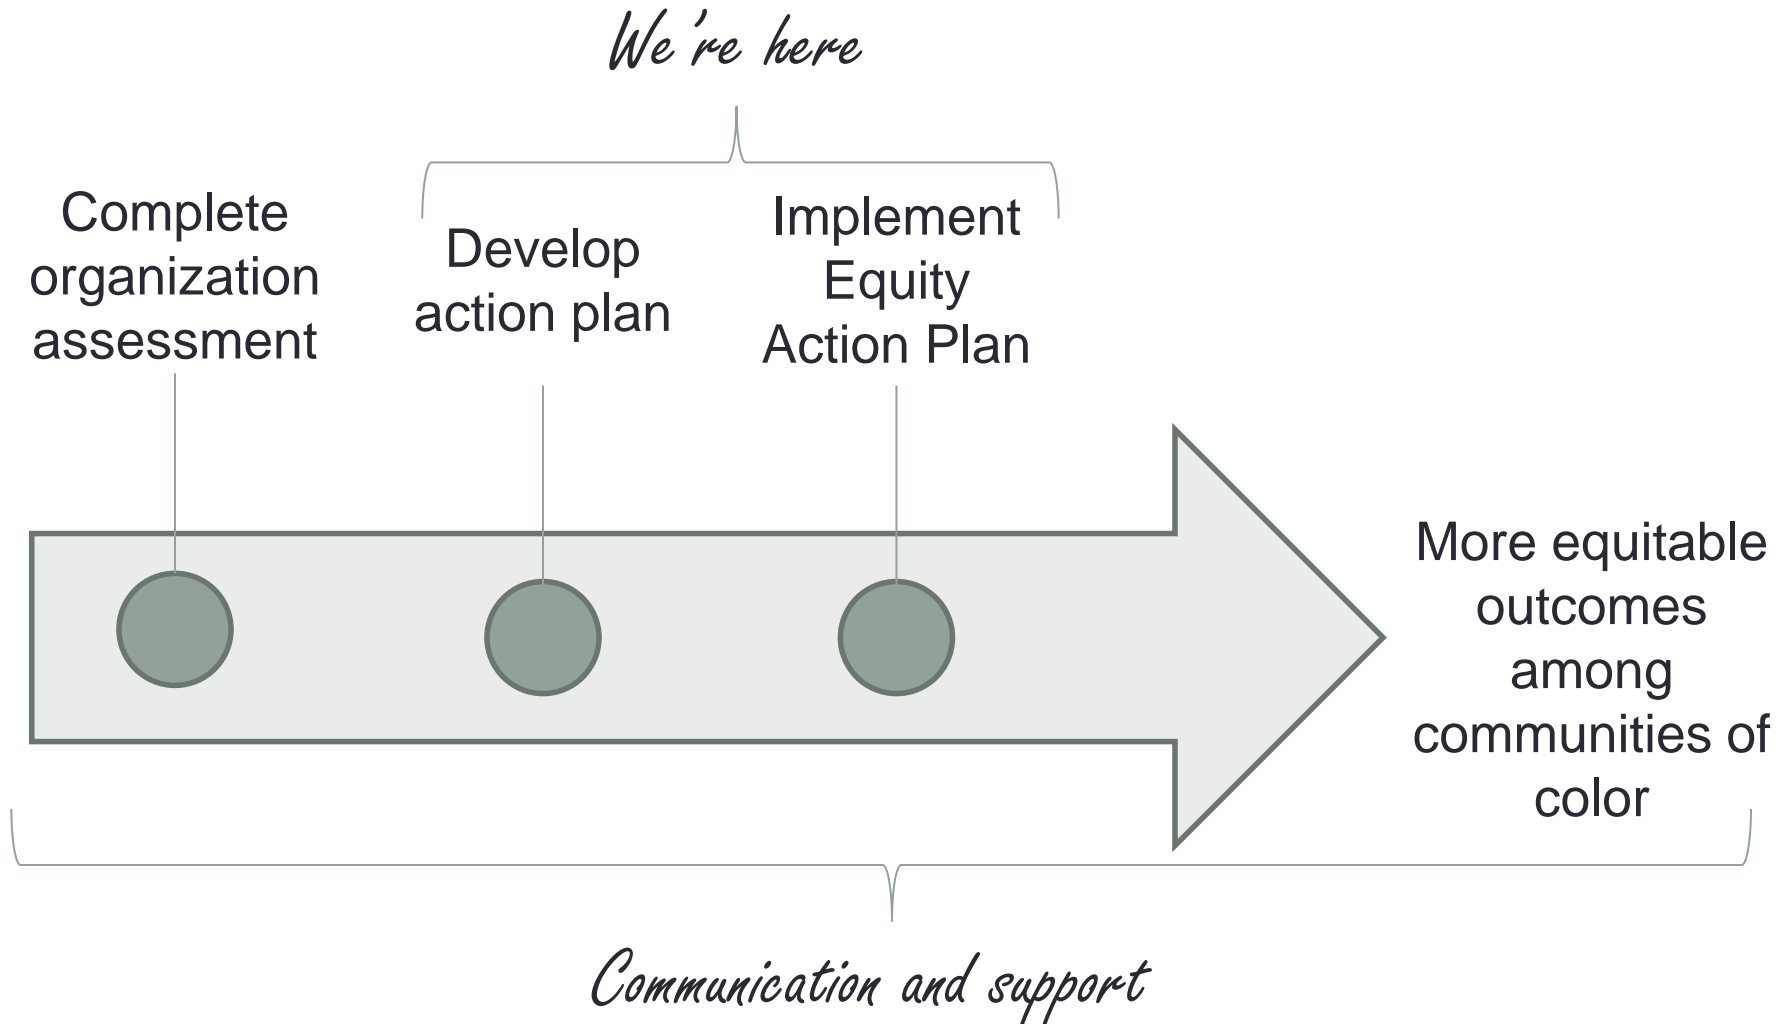 We're here
Complete
organization
assessment
Develop
action plan
Implement
Equity
Action Plan
More equitable
outcomes
among
communities of
color
Communication and support